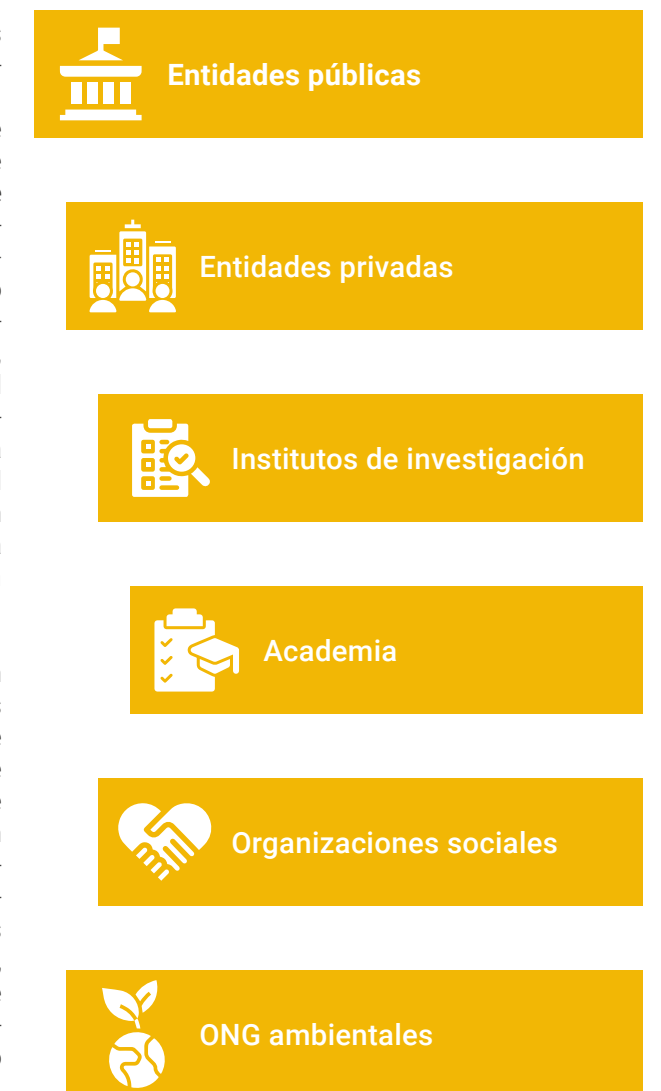 Entidades públicas
Entidades privadas
Institutos de investigación
Academia
Organizaciones sociales
ONG ambientales